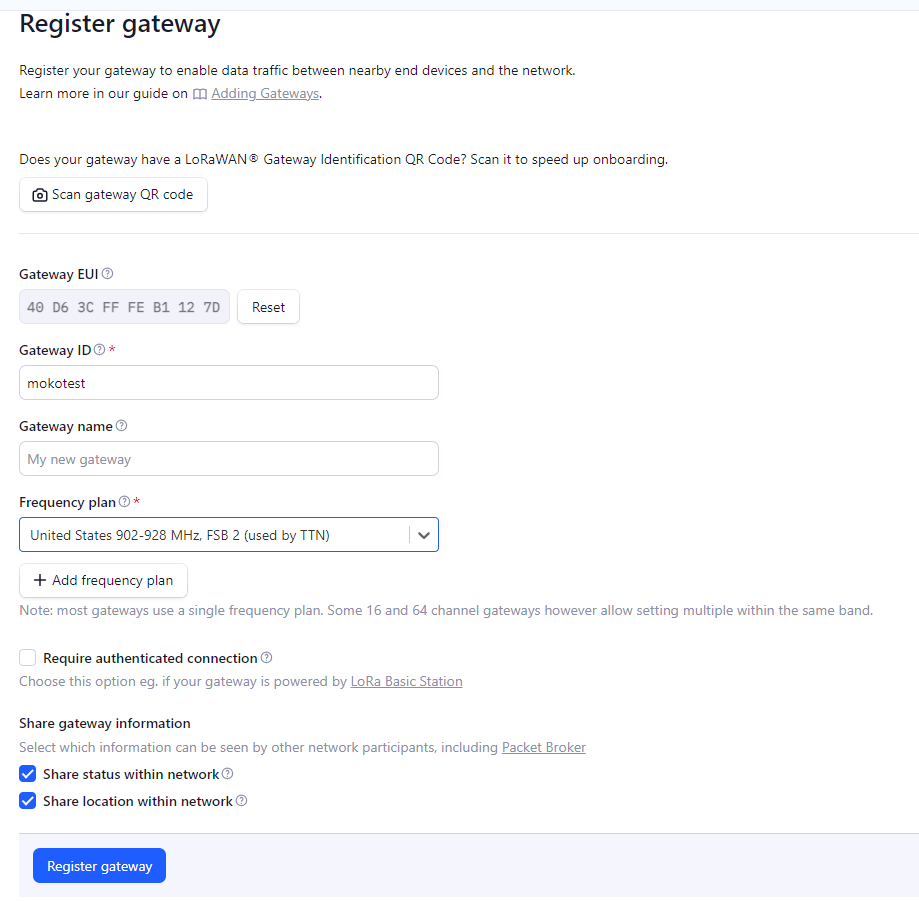 Register gateway
Register your gateway to enable data traffic between nearby end devices and the network.
Learn more in our guide on Adding Gateways.
Does your gateway have a LoRaWAN® Gateway Identification QR Code? Scan it to speed up onboarding.
Scan gateway QR code
Gateway EUI
40 D6 3C FF FE B1 12 7D Reset
Gateway ID *
mokotest
Gateway name
My new gateway
Frequency plan *
United States 902-928 MHz, FSB 2 (used by TTN)
+ Add frequency plan
Note: most gateways use a single frequency plan. Some 16 and 64 channel gateways however allow setting multiple within the same band.
Require authenticated connection
Choose this option eg. if your gateway is powered by LoRa Basic Station
Share gateway information
Select which information can be seen by other network participants, including Packet Broker
Share status within network
Share location within network
Register gateway